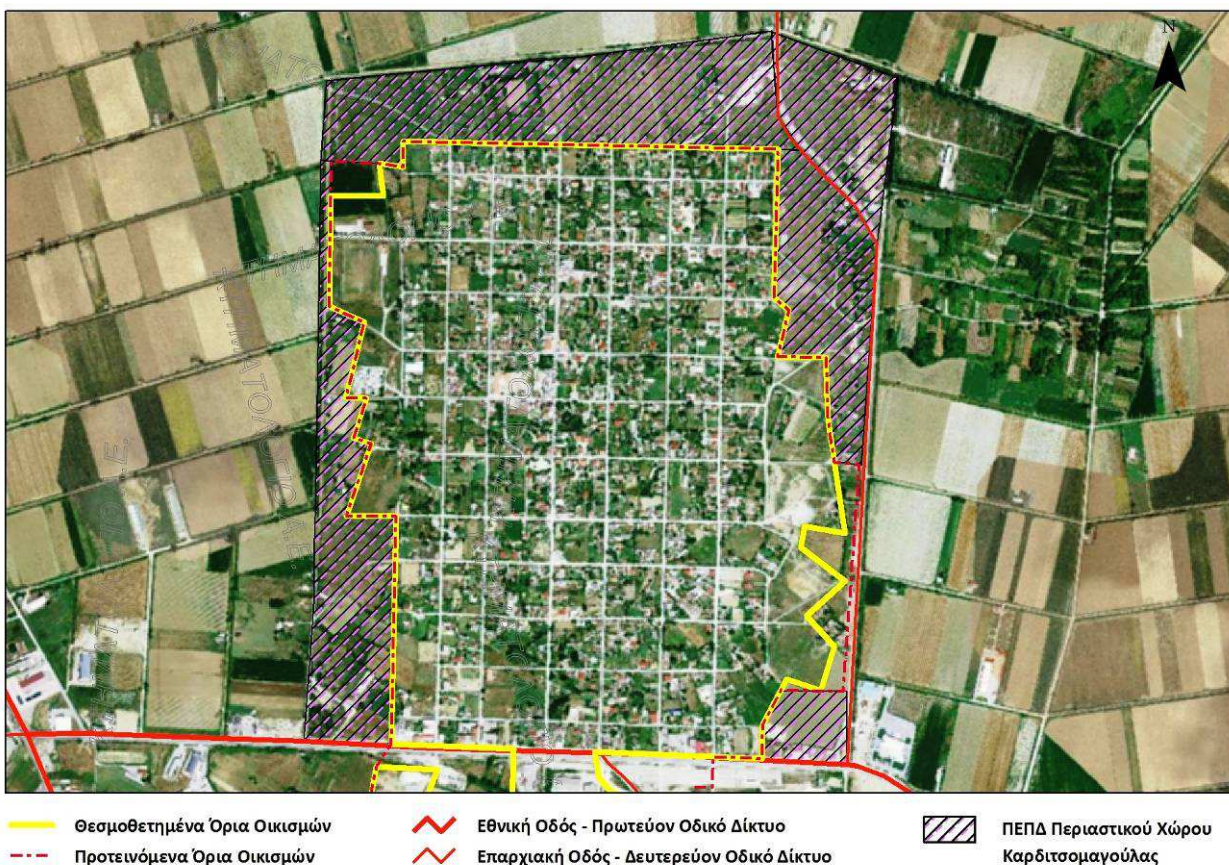 N
Θεσμοθετημένα Όρια Οικισμών
Εθνική Οδός - Πρωτεύον Οδικό Δίκτυο
ΠΕΠΔ Περιαστικού Χώρου
Καρδιτσομαγούλας
Προτεινόμενα Όρια Οικισμών
Επαρχιακή Οδός - Δευτερεύον Οδικό Δίκτυο